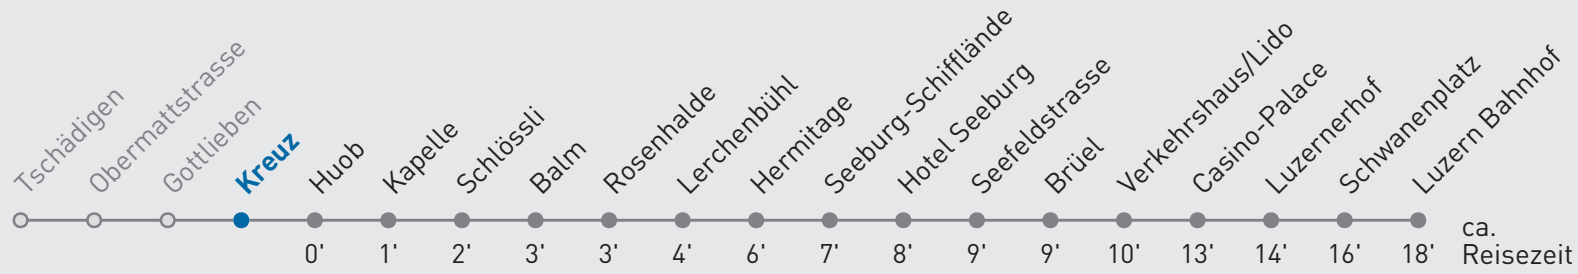 Tschädigen
Obermattstrasse
Gottlieben
Kreuz
Huob
Kapelle
Schlössli
Balm
Rosenhalde
Lerchenbühl
Hermitage
Seeburg-Schifflände
Hotel Seeburg
Seefeldstrasse
Brüel
Verkehrshaus/Lido
Casino-Palace
Luzernerhof
Schwanenplatz
Luzern Bahnhof
0' 1' 2' 3' 3' 4' 6' 7' 8' 9' 9' 10' 13' 14' 16' 18'
ca.
Reisezeit